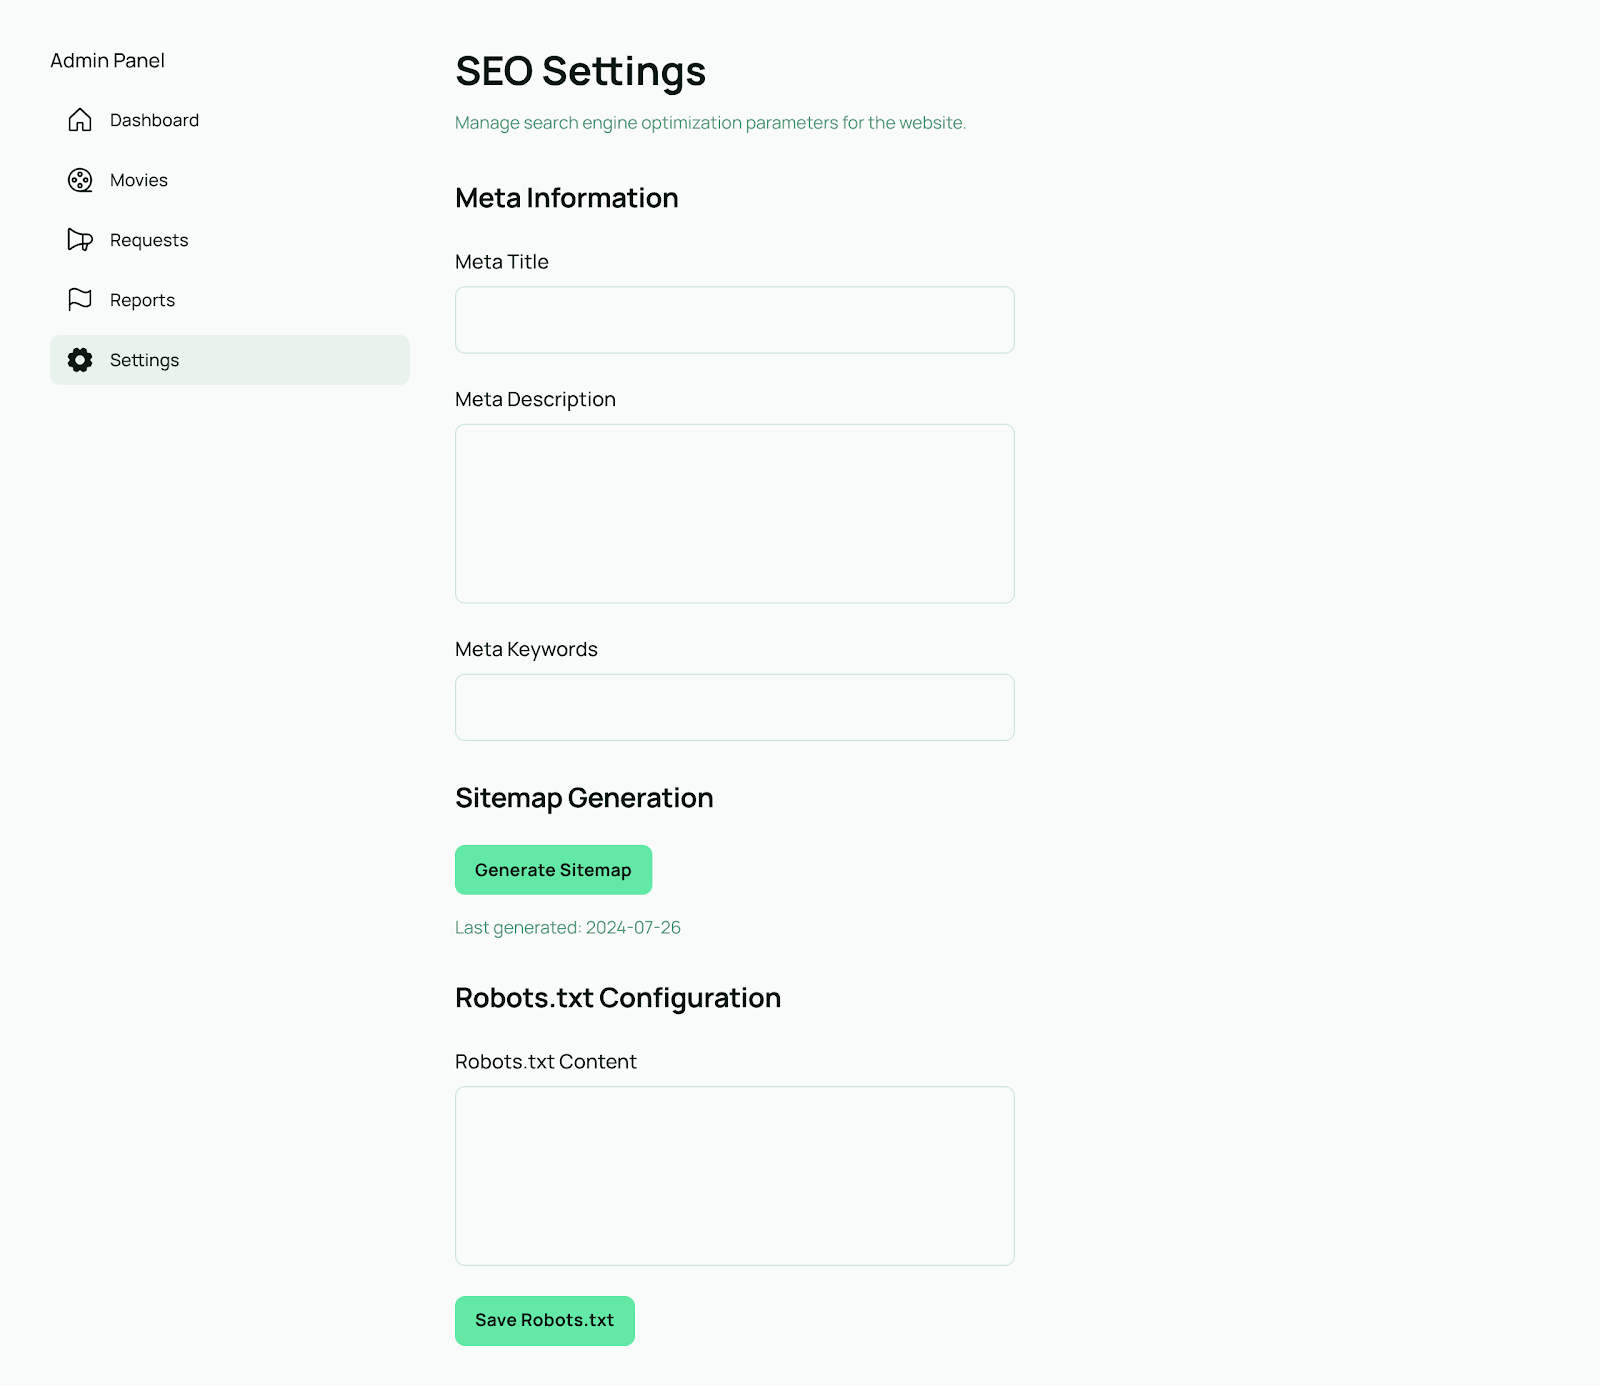 Admin Panel
Dashboard
Movies
Requests
Reports
Settings
SEO Settings
Manage search engine optimization parameters for the website.
Meta Information
Meta Title
Meta Description
Meta Keywords
Sitemap Generation
Generate Sitemap
Last generated: 2024-07-26
Robots.txt Configuration
Robots.txt Content
Save Robots.txt